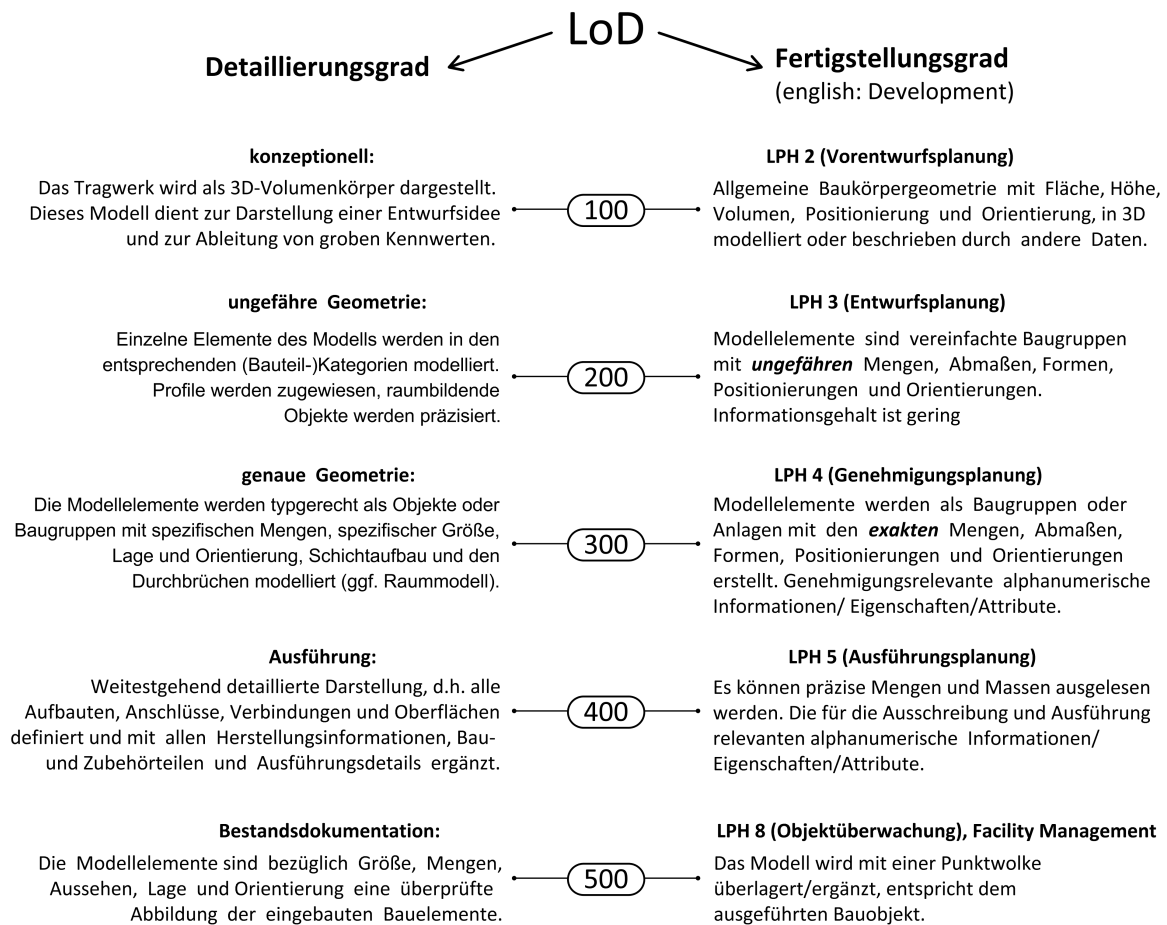 LoD
Detaillierungsgrad
Fertigstellungsgrad
(english: Development)
konzeptionell:
Das Tragwerk wird als 3D-Volumenkörper dargestellt.
Dieses Modell dient zur Darstellung einer Entwurfsidee
und zur Ableitung von groben Kennwerten.
100
LPH 2 (Vorentwurfsplanung)
Allgemeine Baukörpergeometrie mit Fläche, Höhe,
Volumen, Positionierung und Orientierung, in 3D
modelliert oder beschrieben durch andere Daten.
ungefähre Geometrie:
Einzelne Elemente des Modells werden in den
entsprechenden (Bauteil-)Kategorien modelliert.
Profile werden zugewiesen, raumbildende
Objekte werden präzisiert.
200
LPH 3 (Entwurfsplanung)
Modellelemente sind vereinfachte Baugruppen
mit ungefähren Mengen, Abmaßen, Formen,
Positionierungen und Orientierungen.
Informationsgehalt ist gering
genaue Geometrie:
Die Modellelemente werden typgerecht als Objekte oder
Baugruppen mit spezifischen Mengen, spezifischer Größe,
Lage und Orientierung, Schichtaufbau und den
Durchbrüchen modelliert (ggf. Raummodell).
300
LPH 4 (Genehmigungsplanung)
Modellelemente werden als Baugruppen oder
Anlagen mit den exakten Mengen, Abmaßen,
Formen, Positionierungen und Orientierungen
erstellt. Genehmigungsrelevante alphanumerische
Informationen/ Eigenschaften/Attribute.
Ausführung:
Weitestgehend detaillierte Darstellung, d.h. alle
Aufbauten, Anschlüsse, Verbindungen und Oberflächen
definiert und mit allen Herstellungsinformationen, Bau-
und Zubehörteilen und Ausführungsdetails ergänzt.
400
LPH 5 (Ausführungsplanung)
Es können präzise Mengen und Massen ausgelesen
werden. Die für die Ausschreibung und Ausführung
relevanten alphanumerische Informationen/
Eigenschaften/Attribute.
Bestandsdokumentation:
Die Modellelemente sind bezüglich Größe, Mengen,
Aussehen, Lage und Orientierung eine überprüfte
Abbildung der eingebauten Bauelemente.
500
LPH 8 (Objektüberwachung), Facility Management
Das Modell wird mit einer Punktwolke
überlagert/ergänzt, entspricht dem
ausgeführten Bauobjekt.